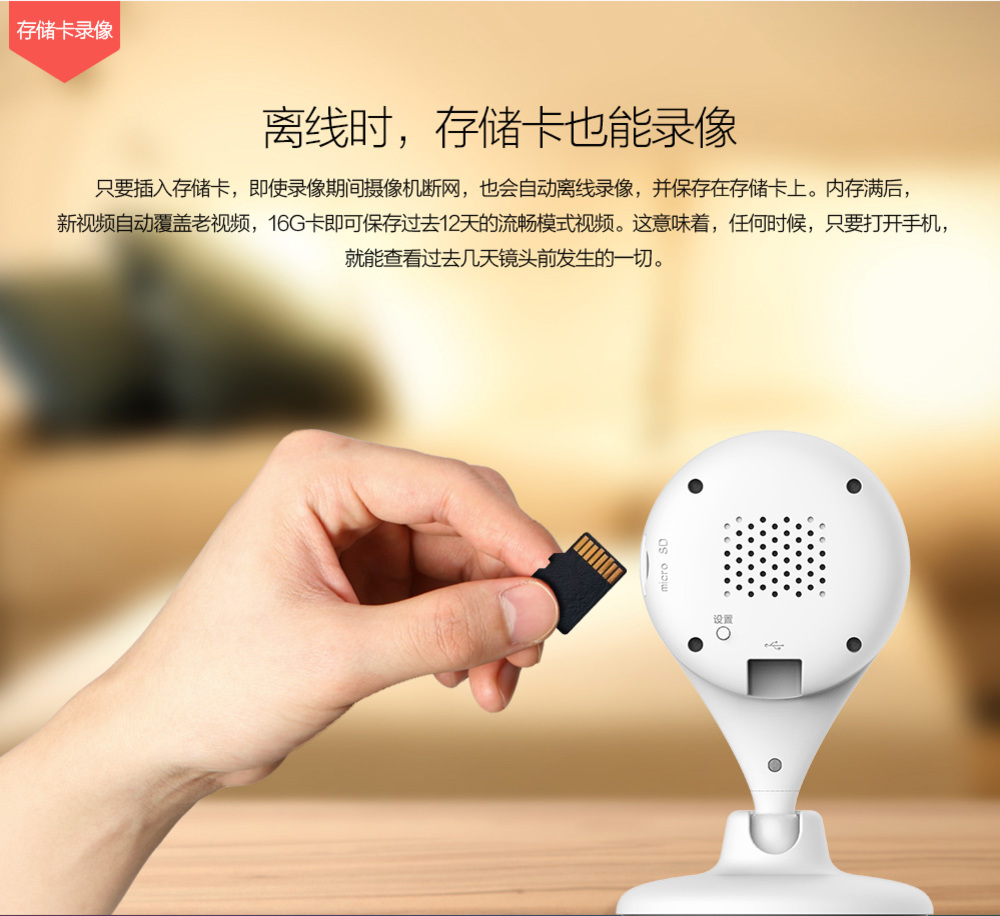 存储卡录像
离线时，存储卡也能录像
只要插入存储卡，即使录像期间摄像机断网，也会自动离线录像，并保存在存储卡上。内存满后，
新视频自动覆盖老视频，16G卡即可保存过去12天的流畅模式视频。这意味着，任何时候，只要打开手机，
就能查看过去几天镜头前发生的一切。
micro SD
设置